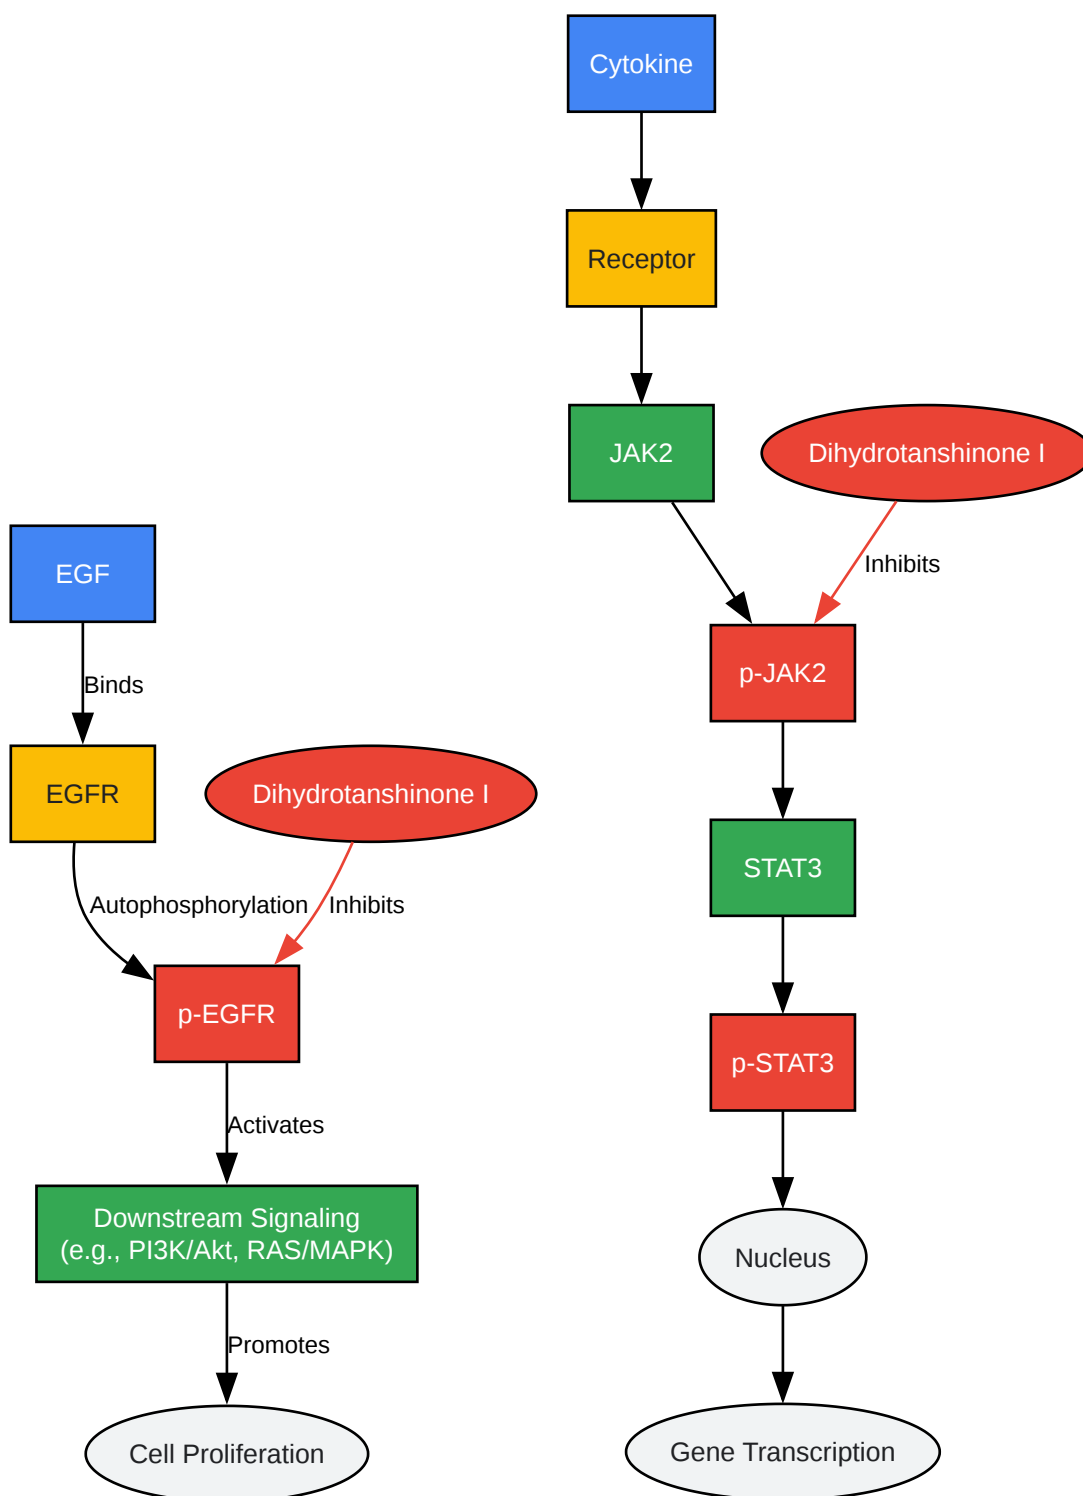 Cytokine
Receptor
JAK2
Dihydrotanshinone I
Inhibits
p-JAK2
STAT3
p-STAT3
Nucleus
Gene Transcription
EGF
Binds
EGFR
Dihydrotanshinone I
Autophosphorylation
Inhibits
p-EGFR
Activates
Downstream Signaling
(e.g., PI3K/Akt, RAS/MAPK)
Promotes
Cell Proliferation